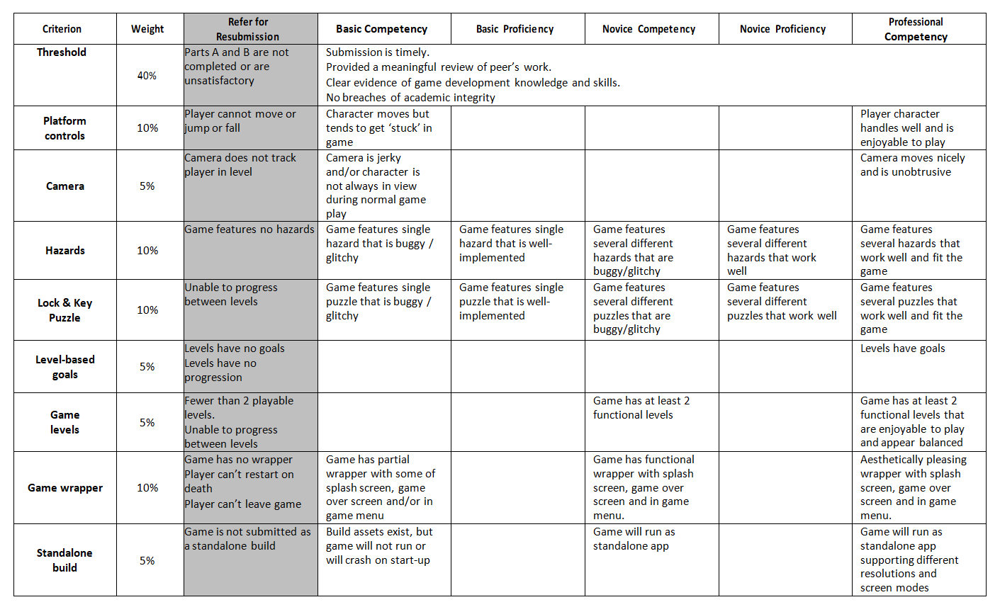 Criterion
Weight
Refer for
Resubmission
Basic Competency
Basic Proficiency
Novice Competency
Novice Proficiency
Professional
Competency
Threshold
40%
Parts A and B are not
completed or are
unsatisfactory
Submission is timely.
Provided a meaningful review of peer’s work.
Clear evidence of game development knowledge and skills.
No breaches of academic integrity
Platform
controls
10%
Player cannot move or
jump or fall
Character moves but
tends to get ‘stuck’ in
game
Player character
handles well and is
enjoyable to play
Camera
5%
Camera does not track
player in level
Camera is jerky
and/or character is
not always in view
during normal game
play
Camera moves nicely
and is unobtrusive
Hazards
10%
Game features no hazards
Game features single
hazard that is buggy /
glitchy
Game features single
hazard that is well-
implemented
Game features
several different
hazards that are
buggy/glitchy
Game features
several different
hazards that work
well
Game features
several hazards that
work well and fit the
game
Lock & Key
Puzzle
10%
Unable to progress
between levels
Game features single
puzzle that is buggy /
glitchy
Game features single
puzzle that is well-
implemented
Game features
several different
puzzles that are
buggy/glitchy
Game features
several different
puzzles that work well
Game features
several puzzles that
work well and fit the
game
Level-based
goals
5%
Levels have no goals
Levels have no
progression
Levels have goals
Game
levels
5%
Fewer than 2 playable
levels.
Unable to progress
between levels
Game has at least 2
functional levels
Game has at least 2
functional levels that
are enjoyable to play
and appear balanced
Game wrapper
10%
Game has no wrapper
Player can’t restart on
death
Player can’t leave game
Game has partial
wrapper with some of
splash screen, game
over screen and/or in
game menu
Game has functional
wrapper with splash
screen, game over
screen and in game
menu.
Aesthetically pleasing
wrapper with splash
screen, game over
screen and in game
menu.
Standalone
build
5%
Game is not submitted as
a standalone build
Build assets exist, but
game will not run or
will crash on start-up
Game will run as
standalone app
Game will run as
standalone app
supporting different
resolutions and
screen modes